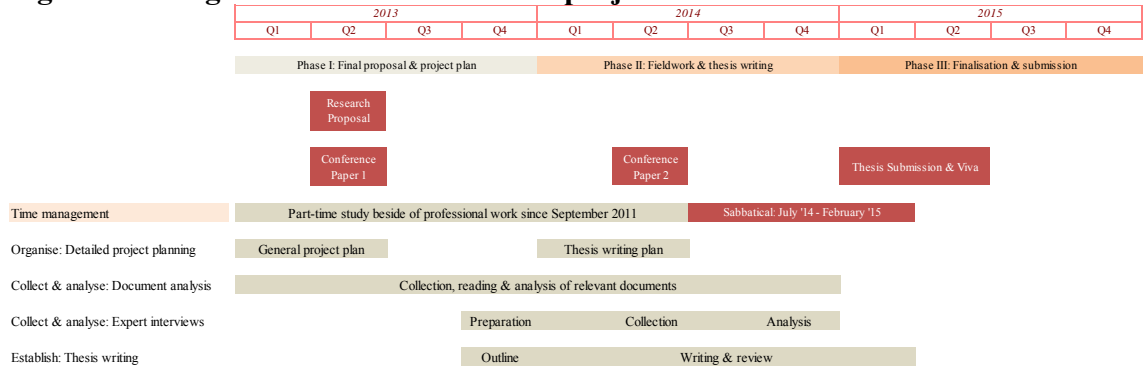 2013 2014 2015
Q1 Q2 Q3 Q4 Q1 Q2 Q3 Q4 Q1 Q2 Q3 Q4
Phase I: Final proposal & project plan Phase II: Fieldwork & thesis writing Phase III: Finalisation & submission
Research
Proposal
Conference
Paper 1
Conference
Paper 2
Thesis Submission & Viva
Time management Part-time study beside of professional work since September 2011 Sabbatical: July '14 - February '15
Organise: Detailed project planning General project plan Thesis writing plan
Collect & analyse: Document analysis Collection, reading & analysis of relevant documents
Collect & analyse: Expert interviews Preparation Collection Analysis
Establish: Thesis writing Outline Writing & review